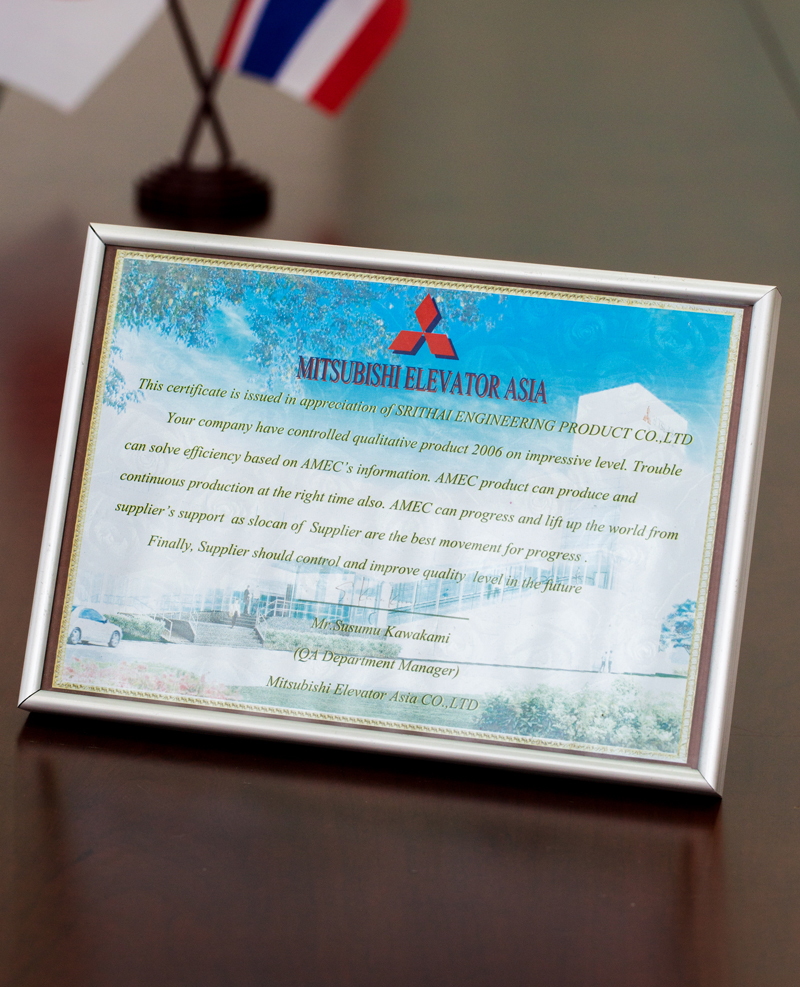 MITSUBISHI ELEVATOR ASIA
This certificate is issued in appreciation of SRITHAI ENGINEERING PRODUCT CO.,LTD
Your company have controlled qualitative product 2006 on impressive level. Trouble
can solve efficiency based on AMEC's information. AMEC product can produce and
continuous production at the right time also. AMEC can progress and lift up the world from
supplier's support as slocan of Supplier are the best movement for progress .
Finally, Supplier should control and improve quality level in the future
Mr.Susumu Kawakami
(QA Department Manager)
Mitsubishi Elevator Asia CO.,LTD